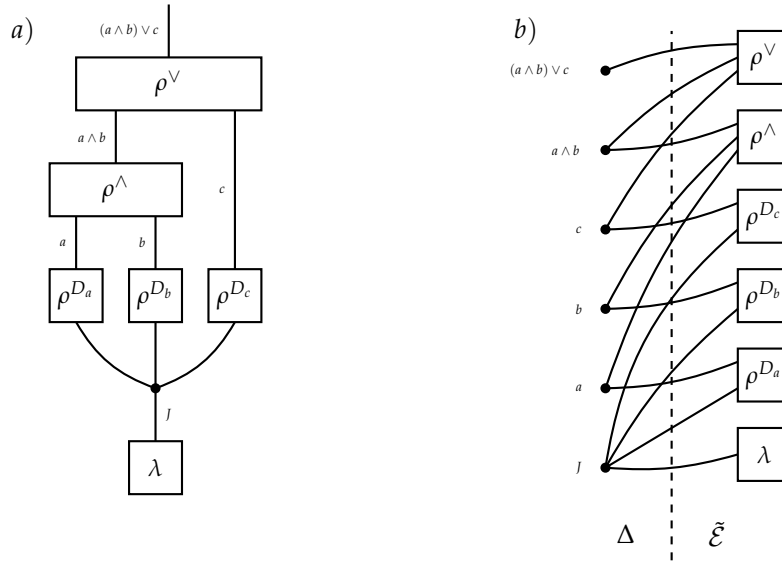 a)
(a ∧ b) ∨ c
ρ^∨
a ∧ b
c
ρ^∧
a
b
ρ^{D_a}
ρ^{D_b}
ρ^{D_c}
J
λ
b)
(a ∧ b) ∨ c
ρ^∨
a ∧ b
ρ^∧
c
ρ^{D_c}
b
ρ^{D_b}
a
ρ^{D_a}
J
λ
Δ
ℰ̃